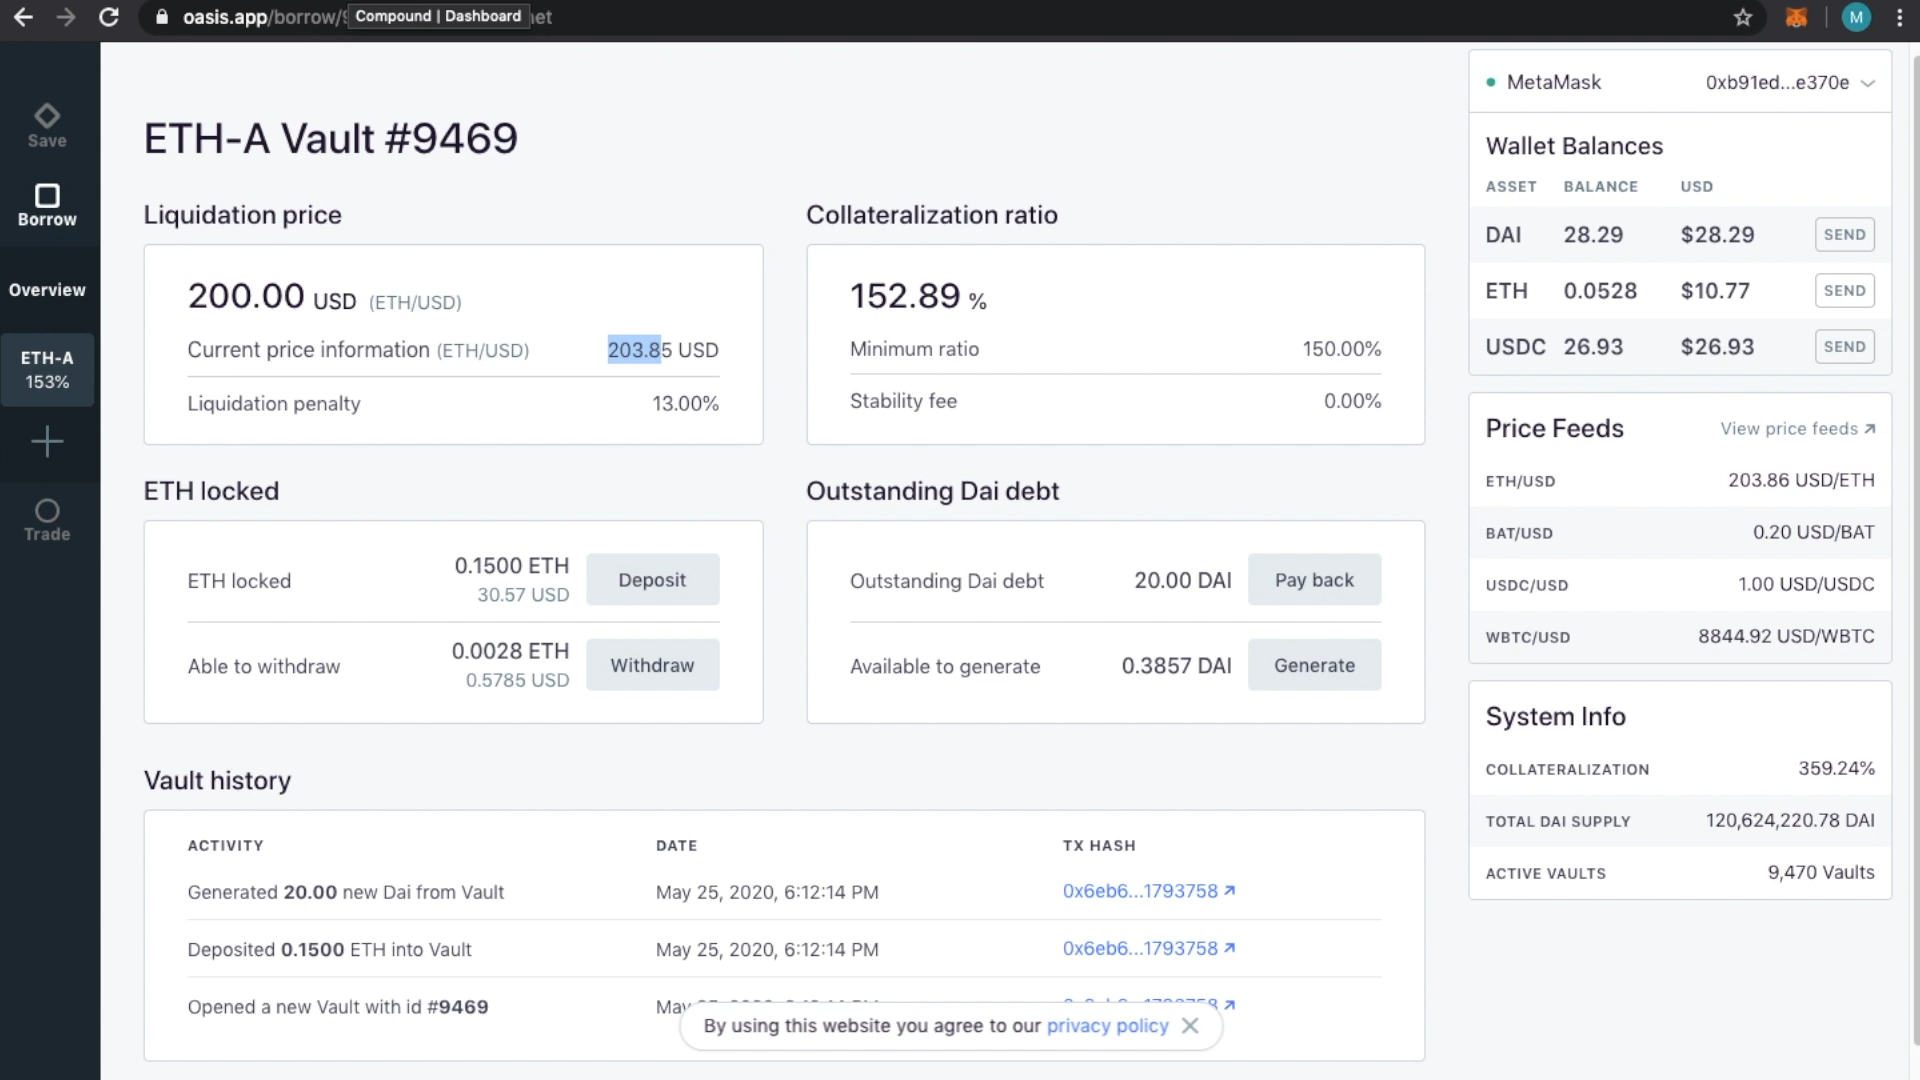 oasis.app/borrow/9
Compound | Dashboard
net
M
Save
Borrow
Overview
ETH-A
153%
Trade
ETH-A Vault #9469
Liquidation price
200.00 USD (ETH/USD)
Current price information (ETH/USD) 203.85 USD
Liquidation penalty 13.00%
Collateralization ratio
152.89 %
Minimum ratio 150.00%
Stability fee 0.00%
ETH locked
ETH locked 0.1500 ETH Deposit
30.57 USD
Able to withdraw 0.0028 ETH Withdraw
0.5785 USD
Outstanding Dai debt
Outstanding Dai debt 20.00 DAI Pay back
Available to generate 0.3857 DAI Generate
Vault history
ACTIVITY DATE TX HASH
Generated 20.00 new Dai from Vault May 25, 2020, 6:12:14 PM 0x6eb6...1793758
Deposited 0.1500 ETH into Vault May 25, 2020, 6:12:14 PM 0x6eb6...1793758
Opened a new Vault with id #9469 May
By using this website you agree to our privacy policy
MetaMask 0xb91ed...e370e
Wallet Balances
ASSET BALANCE USD
DAI 28.29 $28.29 SEND
ETH 0.0528 $10.77 SEND
USDC 26.93 $26.93 SEND
Price Feeds View price feeds
ETH/USD 203.86 USD/ETH
BAT/USD 0.20 USD/BAT
USDC/USD 1.00 USD/USDC
WBTC/USD 8844.92 USD/WBTC
System Info
COLLATERALIZATION 359.24%
TOTAL DAI SUPPLY 120,624,220.78 DAI
ACTIVE VAULTS 9,470 Vaults